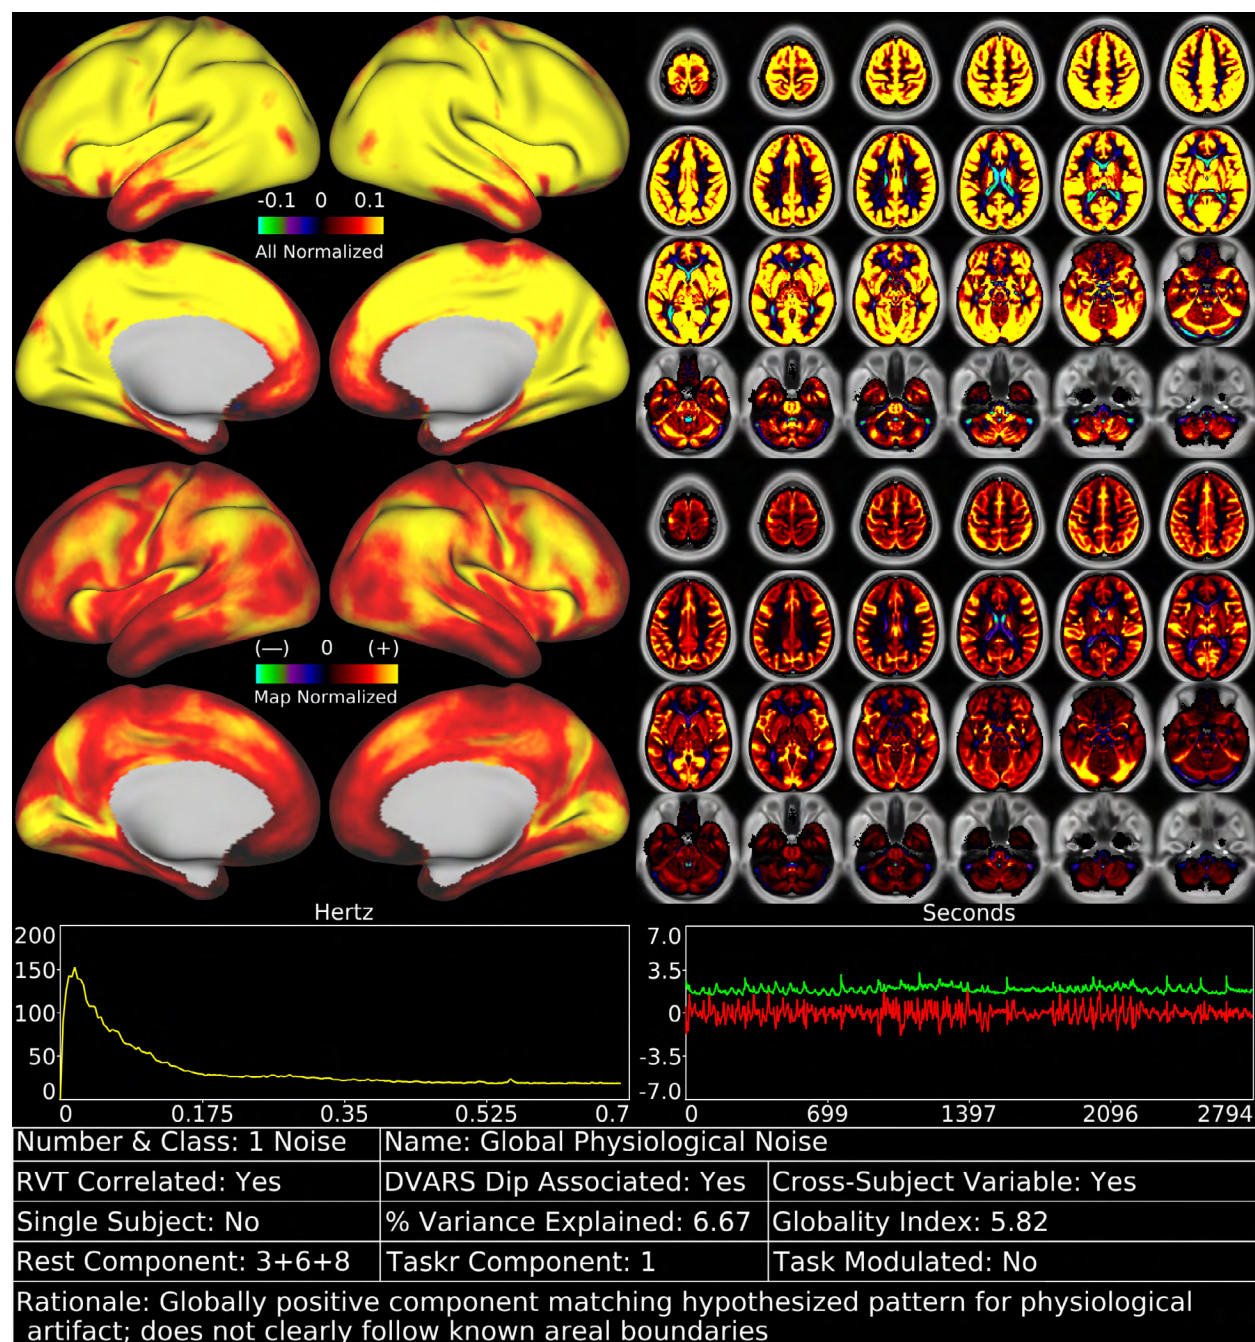 -0.1 0 0.1
All Normalized
(—) 0 (+)
Map Normalized
Hertz
200
150
100
50
0
0 0.175 0.35 0.525 0.7
Seconds
7.0
3.5
0
-3.5
-7.0
0 699 1397 2096 2794
Number & Class: 1 Noise Name: Global Physiological Noise
RVT Correlated: Yes DVARS Dip Associated: Yes Cross-Subject Variable: Yes
Single Subject: No % Variance Explained: 6.67 Globality Index: 5.82
Rest Component: 3+6+8 Taskr Component: 1 Task Modulated: No
Rationale: Globally positive component matching hypothesized pattern for physiological
artifact; does not clearly follow known areal boundaries